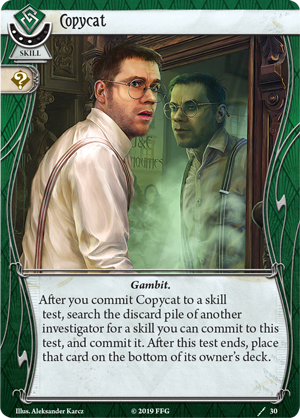 Copycat
SKILL
?
Gambit.
After you commit Copycat to a skill
test, search the discard pile of another
investigator for a skill you can commit to this
test, and commit it. After this test ends, place
that card on the bottom of its owner's deck.
Illus. Aleksander Karcz
© 2019 FFG
30